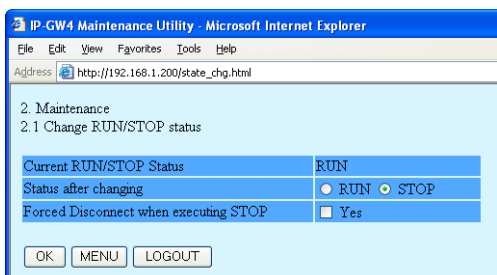 IP-GW4 Maintenance Utility - Microsoft Internet Explorer
File Edit View Favorites Tools Help
Address http://192.168.1.200/state_chg.html
2. Maintenance
2.1 Change RUN/STOP status
Current RUN/STOP Status RUN
Status after changing RUN STOP
Forced Disconnect when executing STOP Yes
OK MENU LOGOUT